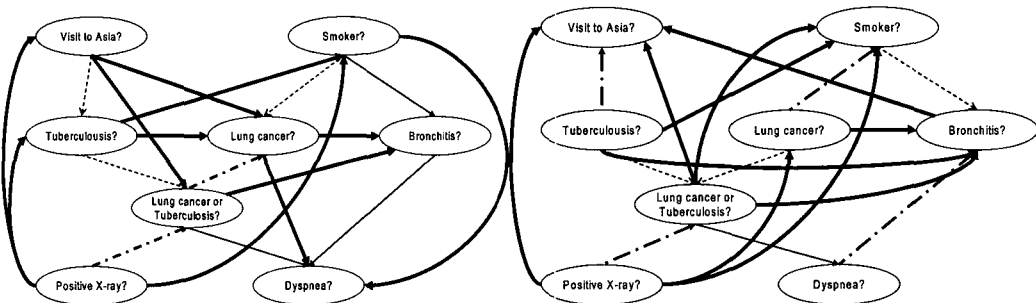 Visit to Asia?
Smoker?
Tuberculousis?
Lung cancer?
Bronchitis?
Lung cancer or
Tuberculosis?
Positive X-ray?
Dyspnea?
Visit to Asia?
Smoker?
Tuberculousis?
Lung cancer?
Bronchitis?
Lung cancer or
Tuberculosis?
Positive X-ray?
Dyspnea?